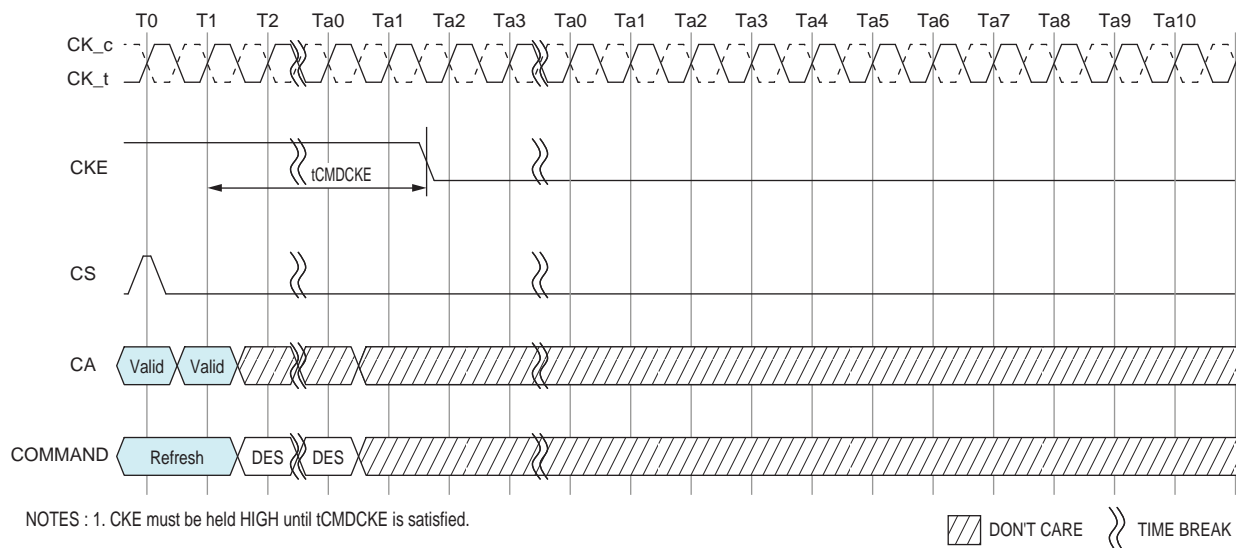 T0 T1 T2 Ta0 Ta1 Ta2 Ta3 Ta0 Ta1 Ta2 Ta3 Ta4 Ta5 Ta6 Ta7 Ta8 Ta9 Ta10
CK_c
CK_t
CKE
tCMDCKE
CS
CA Valid Valid
COMMAND Refresh DES DES
NOTES : 1. CKE must be held HIGH until tCMDCKE is satisfied.
DON'T CARE TIME BREAK